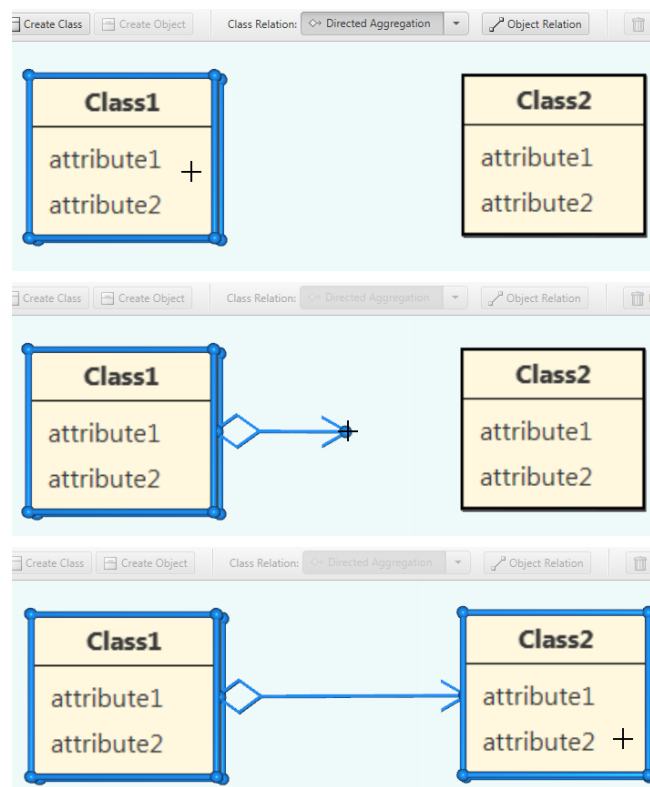 Create Class Create Object Class Relation: Directed Aggregation Object Relation
Class1 Class2
attribute1 attribute1
attribute2 attribute2
Create Class Create Object Class Relation: Directed Aggregation Object Relation
Class1 Class2
attribute1 attribute1
attribute2 attribute2
Create Class Create Object Class Relation: Directed Aggregation Object Relation
Class1 Class2
attribute1 attribute1
attribute2 attribute2